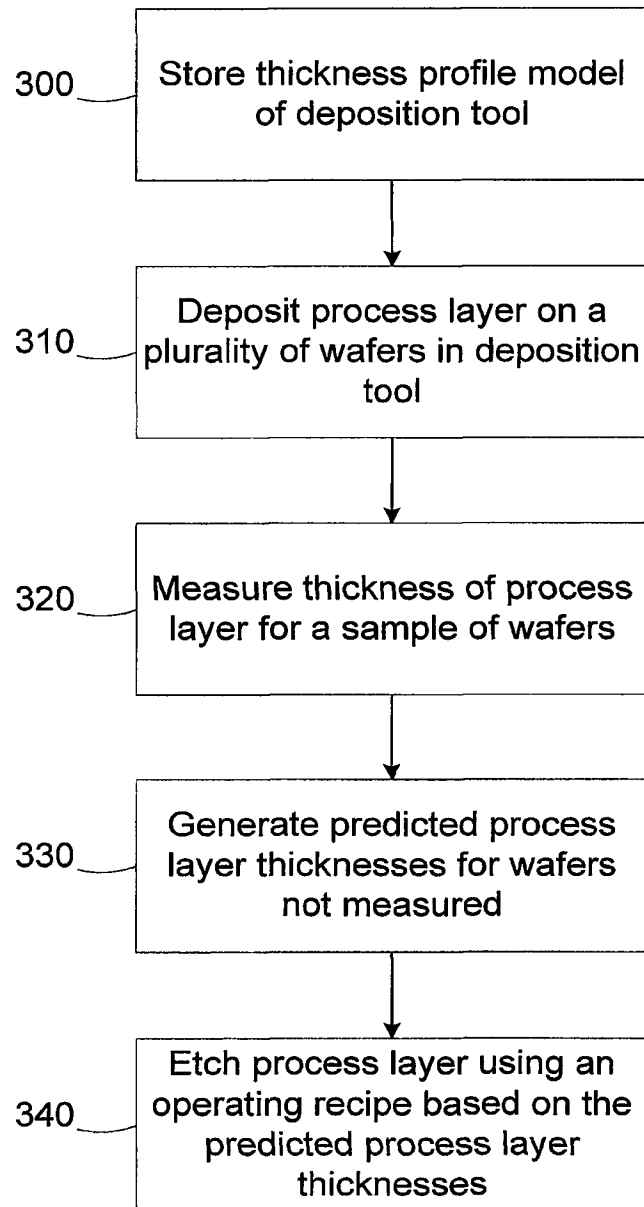 300
Store thickness profile model
of deposition tool
310
Deposit process layer on a
plurality of wafers in deposition
tool
320
Measure thickness of process
layer for a sample of wafers
330
Generate predicted process
layer thicknesses for wafers
not measured
340
Etch process layer using an
operating recipe based on the
predicted process layer
thicknesses